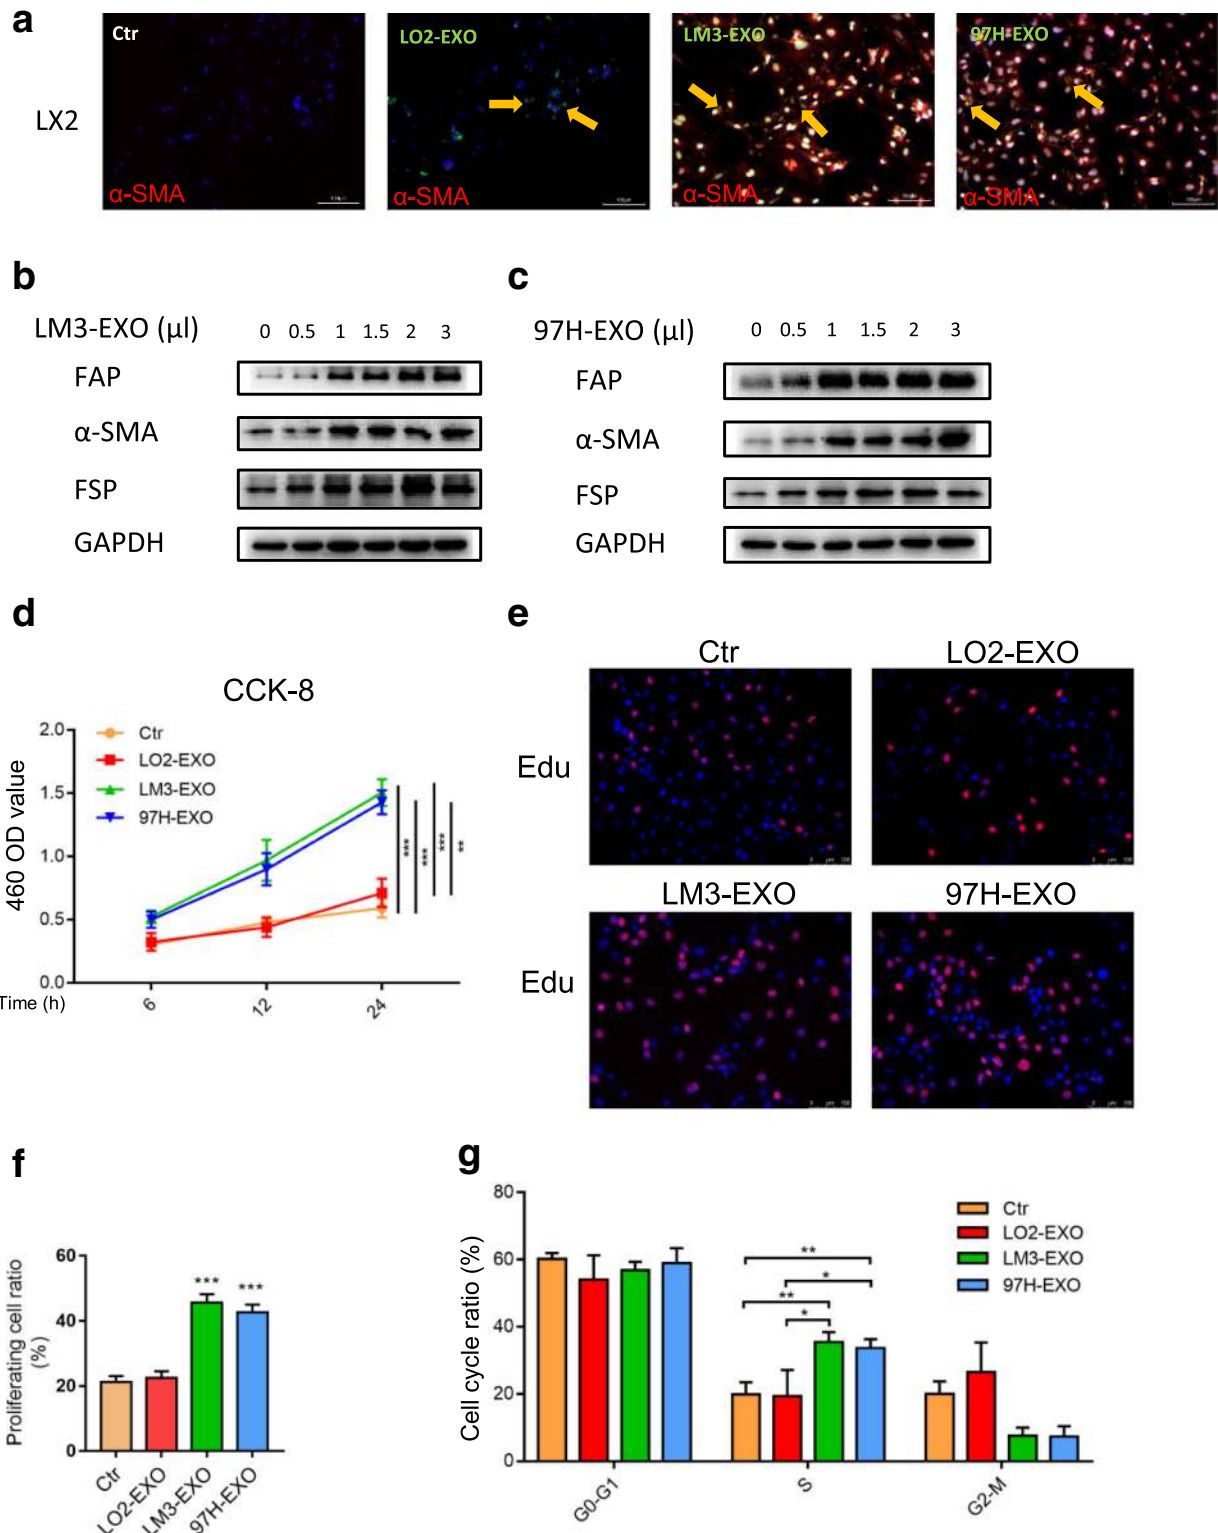 a
Ctr
LO2-EXO
LM3-EXO
97H-EXO
LX2
α-SMA
α-SMA
α-SMA
α-SMA
b
LM3-EXO (µl)
0 0.5 1 1.5 2 3
FAP
α-SMA
FSP
GAPDH
c
97H-EXO (µl)
0 0.5 1 1.5 2 3
FAP
α-SMA
FSP
GAPDH
d
CCK-8
460 OD value
2.0
1.5
1.0
0.5
0.0
Ctr
LO2-EXO
LM3-EXO
97H-EXO
***
***
***
**
Time (h)
6
12
24
e
Ctr
LO2-EXO
Edu
LM3-EXO
97H-EXO
Edu
f
Proliferating cell ratio
(%)
60
40
20
0
***
***
Ctr
LO2-EXO
LM3-EXO
97H-EXO
g
Cell cycle ratio (%)
80
60
40
20
0
Ctr
LO2-EXO
LM3-EXO
97H-EXO
**
*
**
*
G0-G1
S
G2-M